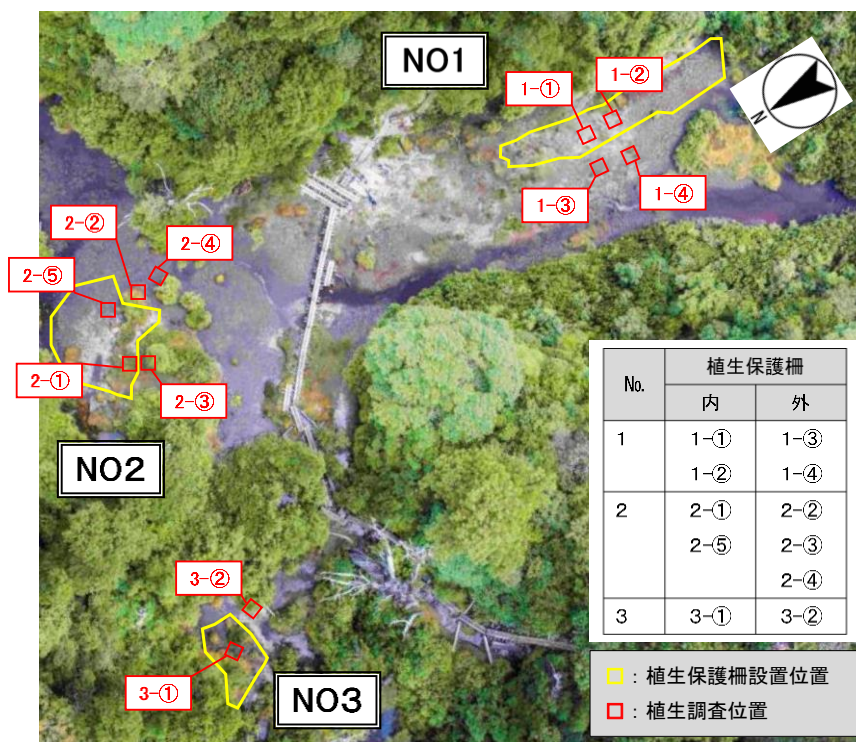 NO1
1-①
1-②
1-③
1-④
N
2-②
2-④
2-⑤
2-①
2-③
NO2
3-②
3-①
NO3
No. 植生保護柵
内 外
1 1-① 1-③
1-② 1-④
2 2-① 2-②
2-⑤ 2-③
2-④
3 3-① 3-②
：植生保護柵設置位置
：植生調査位置